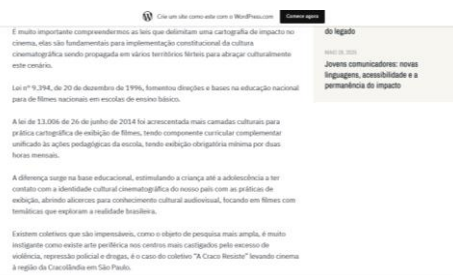 Crie um site como este com o WordPress.com
Comece agora
É muito importante compreendermos as leis que delimitam uma cartografia de impacto no
cinema, elas são fundamentais para implementação constitucional da cultura
cinematográfica sendo propagada em vários territórios férteis para abraçar culturalmente
este cenário.
Lei nº 9.394, de 20 de dezembro de 1996, fomentou direções e bases na educação nacional
para de filmes nacionais em escolas de ensino básico.
A lei de 13.006 de 26 de junho de 2014 foi acrescentada mais camadas culturais para
prática cartográfica de exibição de filmes, tendo componente curricular complementar
unificado às ações pedagógicas da escola, tendo exibição obrigatória mínima por duas
horas mensais.
A diferença surge na base educacional, estimulando a criança até a adolescência a ter
contato com a identidade cultural cinematográfica do nosso país com as práticas de
exibição, abrindo alicerces para conhecimento cultural audiovisual, focando em filmes com
temáticas que exploram a realidade brasileira.
Existem coletivos que são impensáveis, como o objeto de pesquisa mais ampla, é muito
instigante como existe arte periférica nos centros mais castigados pelo excesso de
violência, repressão policial e drogas, é o caso do coletivo "A Craco Resiste" levando cinema
à região da Cracolândia em São Paulo.
do legado
MAIO 28, 2025
Jovens comunicadores: novas
linguagens, acessibilidade e a
permanência do impacto